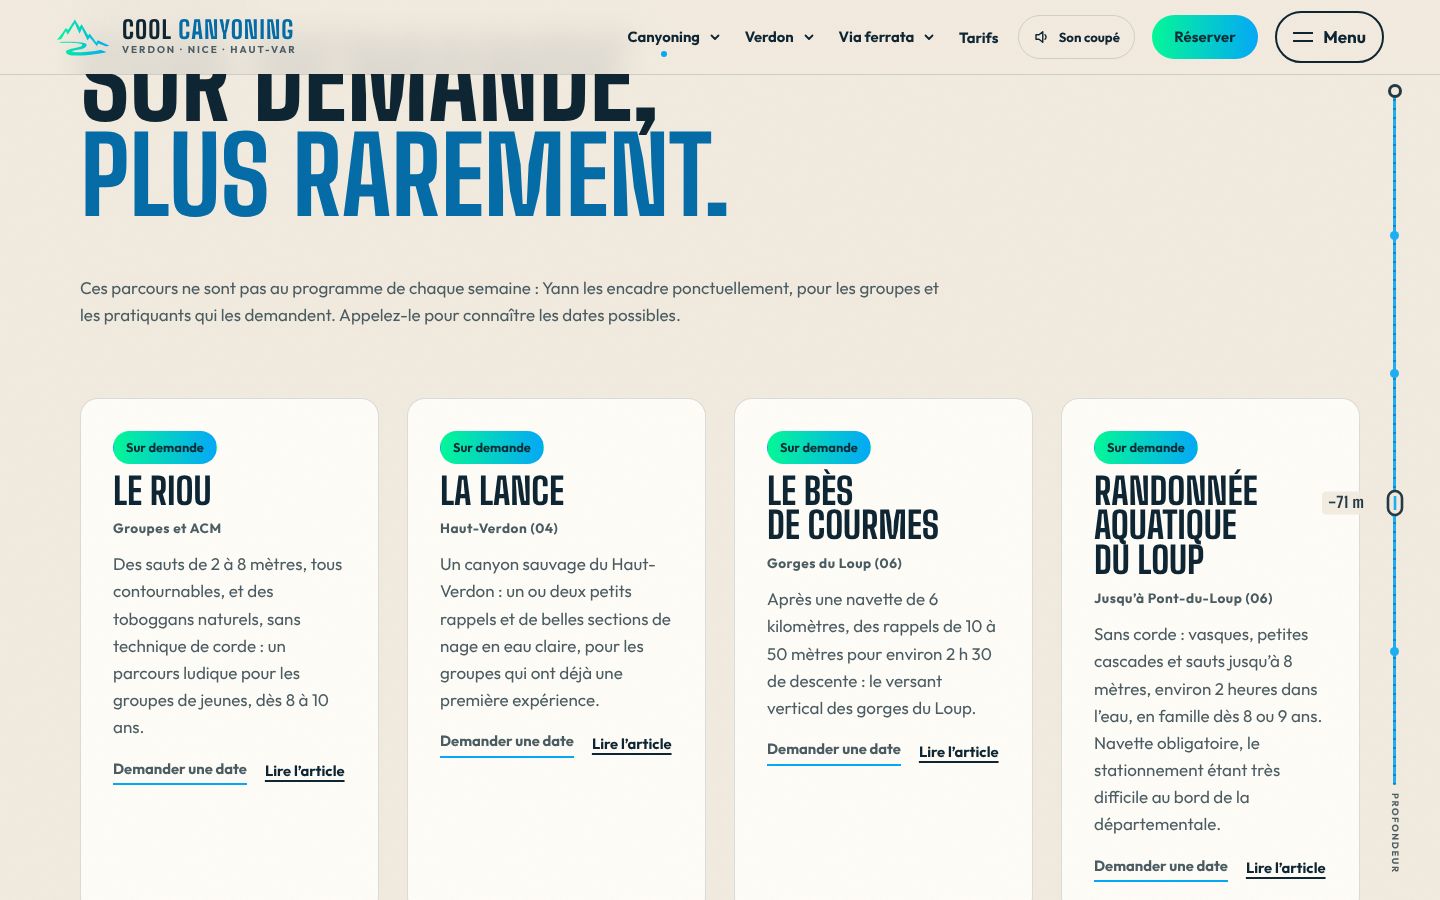 COOL CANYONING
VERDON · NICE · HAUT-VAR
Canyoning
Verdon
Via ferrata
Tarifs
Son coupé
Réserver
Menu
SUR DEMANDE,
PLUS RAREMENT.
Ces parcours ne sont pas au programme de chaque semaine : Yann les encadre ponctuellement, pour les groupes et
les pratiquants qui les demandent. Appelez-le pour connaître les dates possibles.
Sur demande
LE RIOU
Groupes et ACM
Des sauts de 2 à 8 mètres, tous
contournables, et des
toboggans naturels, sans
technique de corde : un
parcours ludique pour les
groupes de jeunes, dès 8 à 10
ans.
Demander une date
Lire l’article
Sur demande
LA LANCE
Haut-Verdon (04)
Un canyon sauvage du Haut-
Verdon : un ou deux petits
rappels et de belles sections de
nage en eau claire, pour les
groupes qui ont déjà une
première expérience.
Demander une date
Lire l’article
Sur demande
LE BÈS
DE COURMES
Gorges du Loup (06)
Après une navette de 6
kilomètres, des rappels de 10 à
50 mètres pour environ 2 h 30
de descente : le versant
vertical des gorges du Loup.
Demander une date
Lire l’article
Sur demande
RANDONNÉE
AQUATIQUE
DU LOUP
Jusqu’à Pont-du-Loup (06)
Sans corde : vasques, petites
cascades et sauts jusqu’à 8
mètres, environ 2 heures dans
l’eau, en famille dès 8 ou 9 ans.
Navette obligatoire, le
stationnement étant très
difficile au bord de la
départementale.
Demander une date
Lire l’article
−71 m
PROFONDEUR